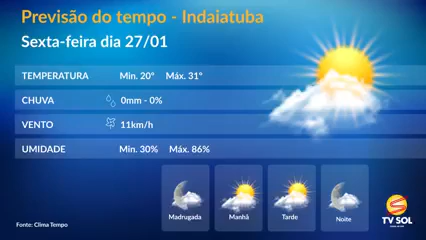 Previsão do tempo - Indaiatuba
Sexta-feira dia 27/01
TEMPERATURA Min. 20° Máx. 31°
CHUVA 0mm - 0%
VENTO 11km/h
UMIDADE Min. 30% Máx. 86%
Madrugada Manhã Tarde Noite
Fonte: Clima Tempo
TV SOL